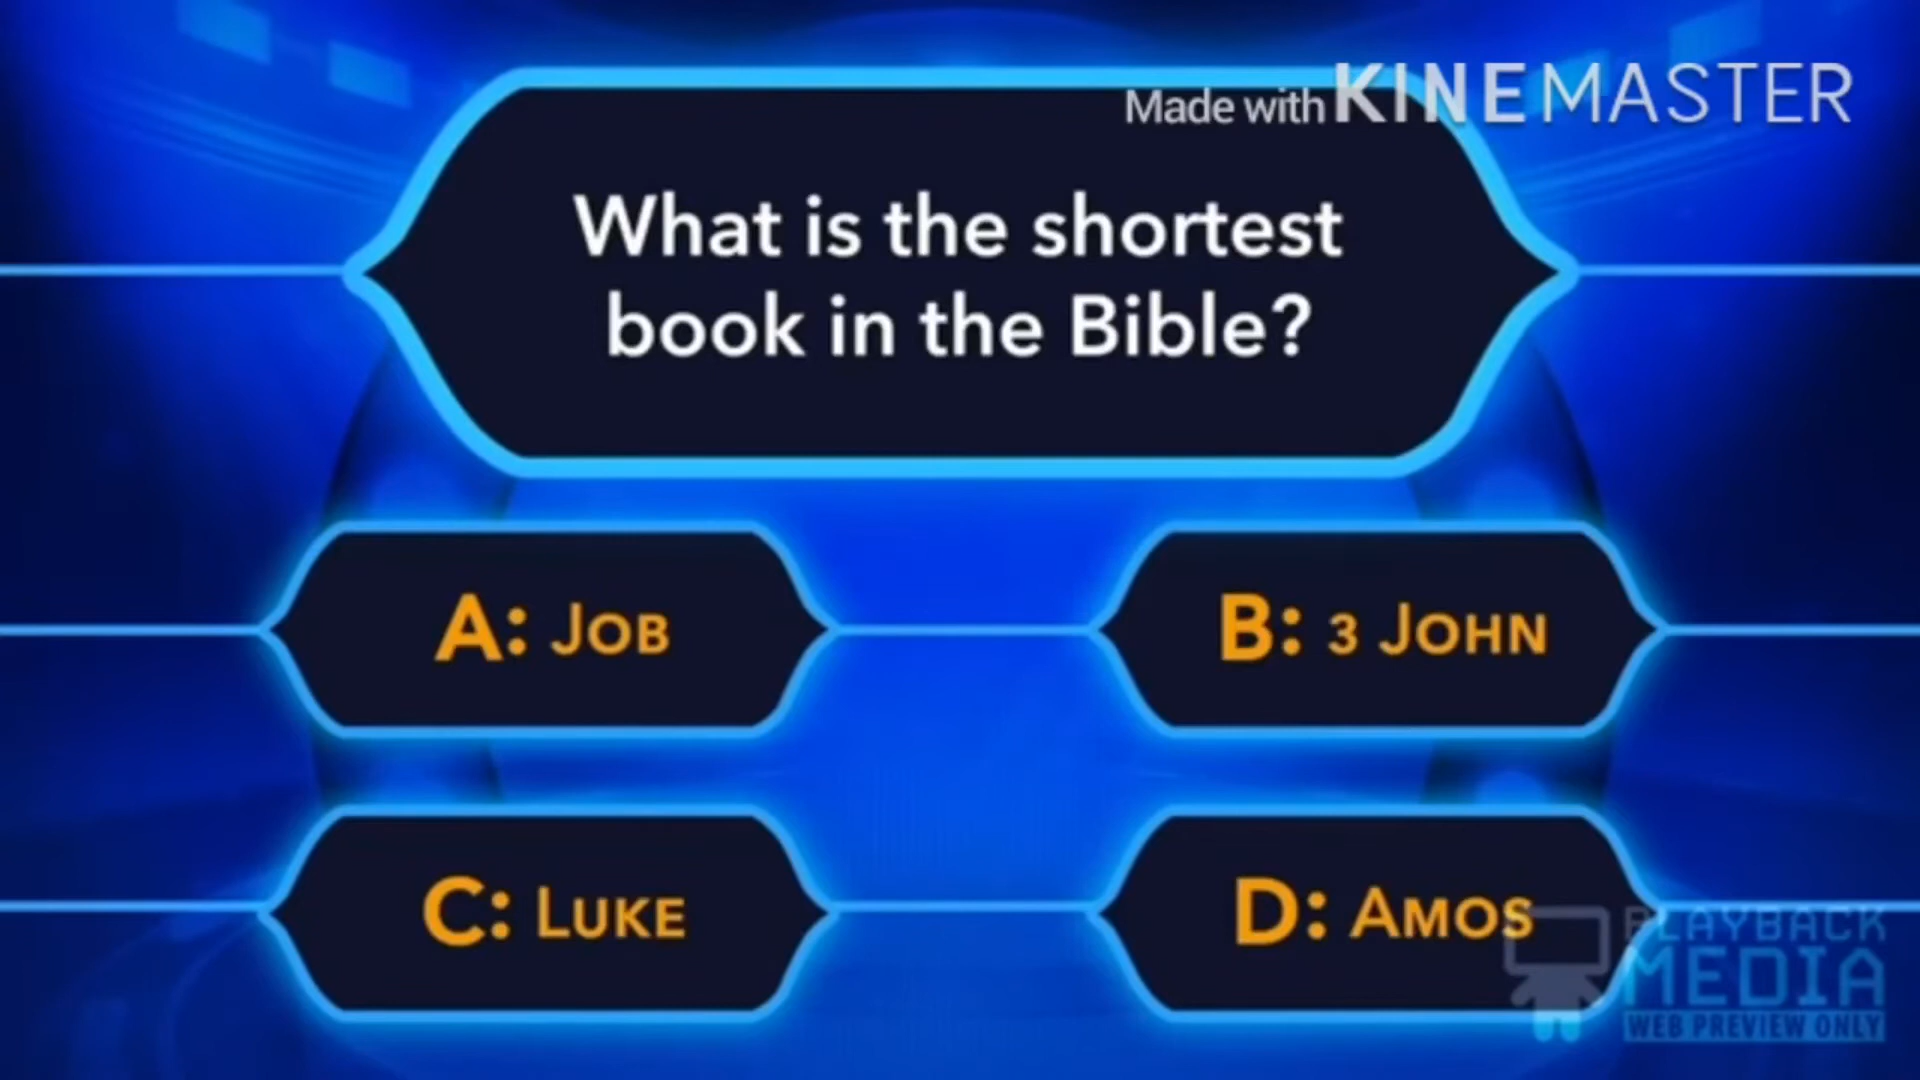 Made with KINEMASTER
What is the shortest
book in the Bible?
A: JOB
B: 3 JOHN
C: LUKE
D: AMOS
PLAYBACK
MEDIA
WEB PREVIEW ONLY